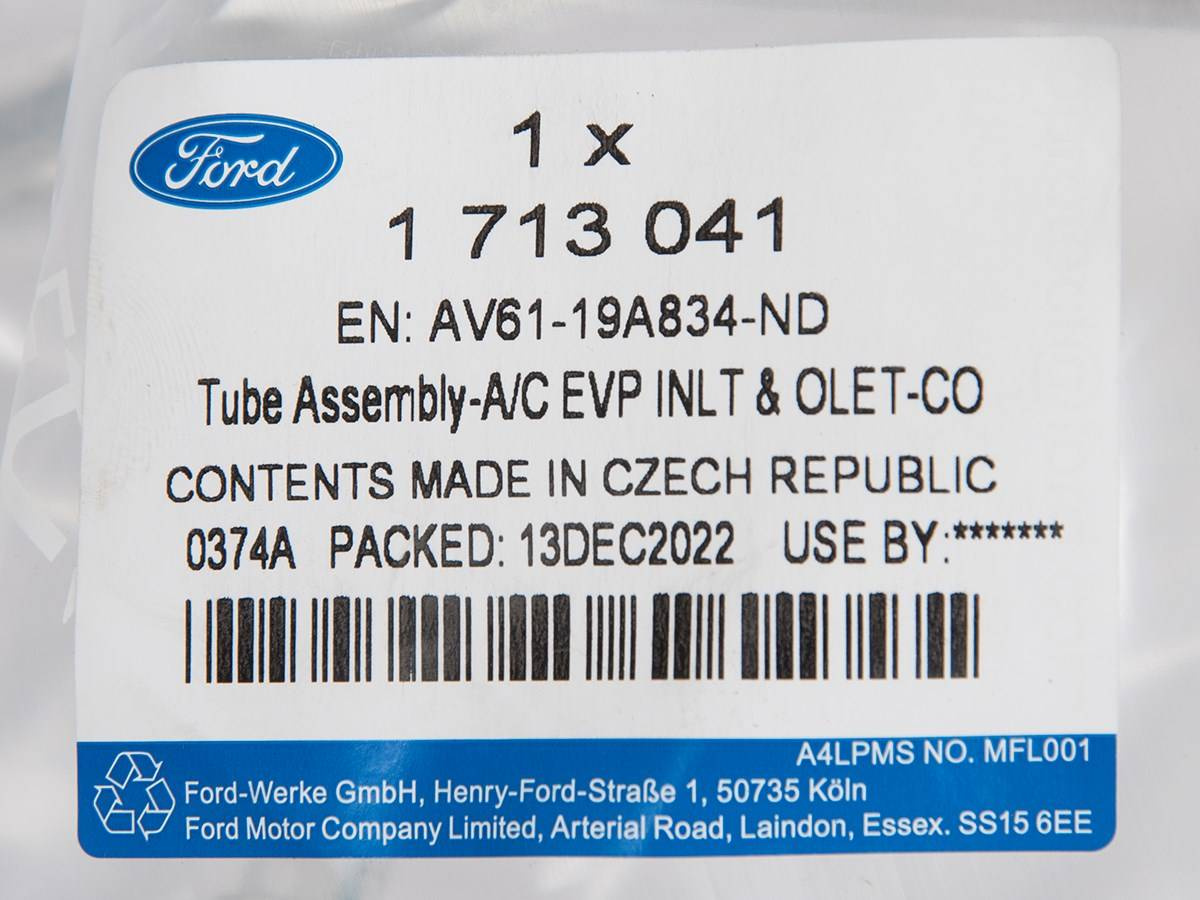 Ford
1 x
1 713 041
EN: AV61-19A834-ND
Tube Assembly-A/C EVP INLT & OLET-CO
CONTENTS MADE IN CZECH REPUBLIC
0374A PACKED: 13DEC2022 USE BY:*******
A4LPMS NO. MFL001
Ford-Werke GmbH, Henry-Ford-Straße 1, 50735 Köln
Ford Motor Company Limited, Arterial Road, Laindon, Essex. SS15 6EE